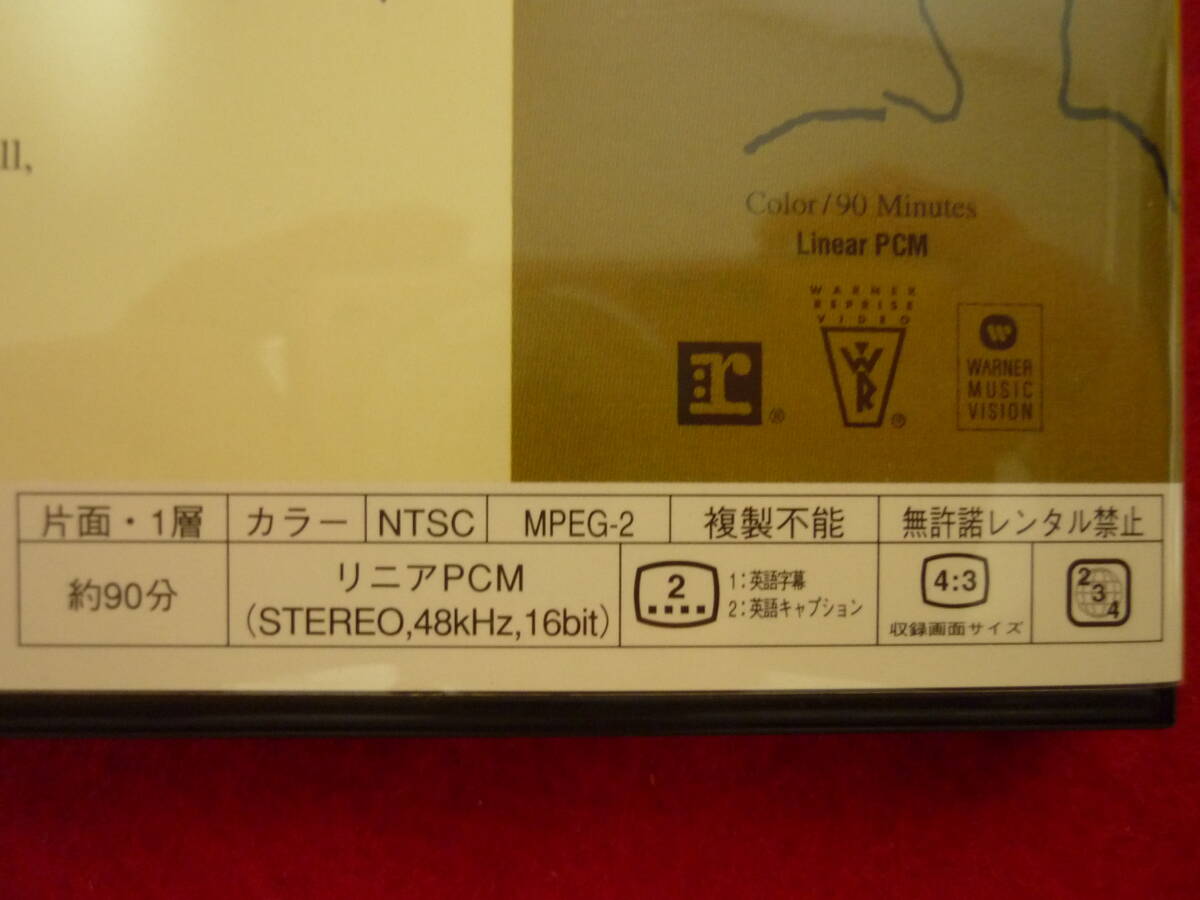 ll,
Color/90 Minutes
Linear PCM
WARNER
REPRISE
VIDEO
r ®
WR ®
W
WARNER
MUSIC
VISION
片面・1層 カラー NTSC MPEG-2 複製不能 無許諾レンタル禁止
約90分
リニアPCM
(STEREO,48kHz,16bit)
2
1:英語字幕
2:英語キャプション
4:3
収録画面サイズ
2
3
4